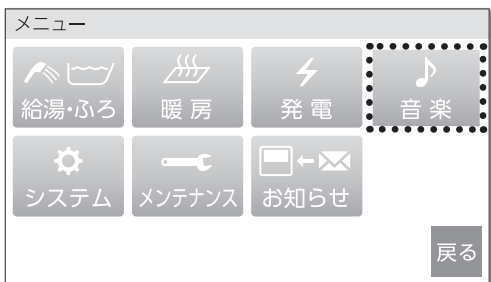 メニュー
給湯･ふろ
暖房
発電
音楽
システム
メンテナンス
お知らせ
戻る